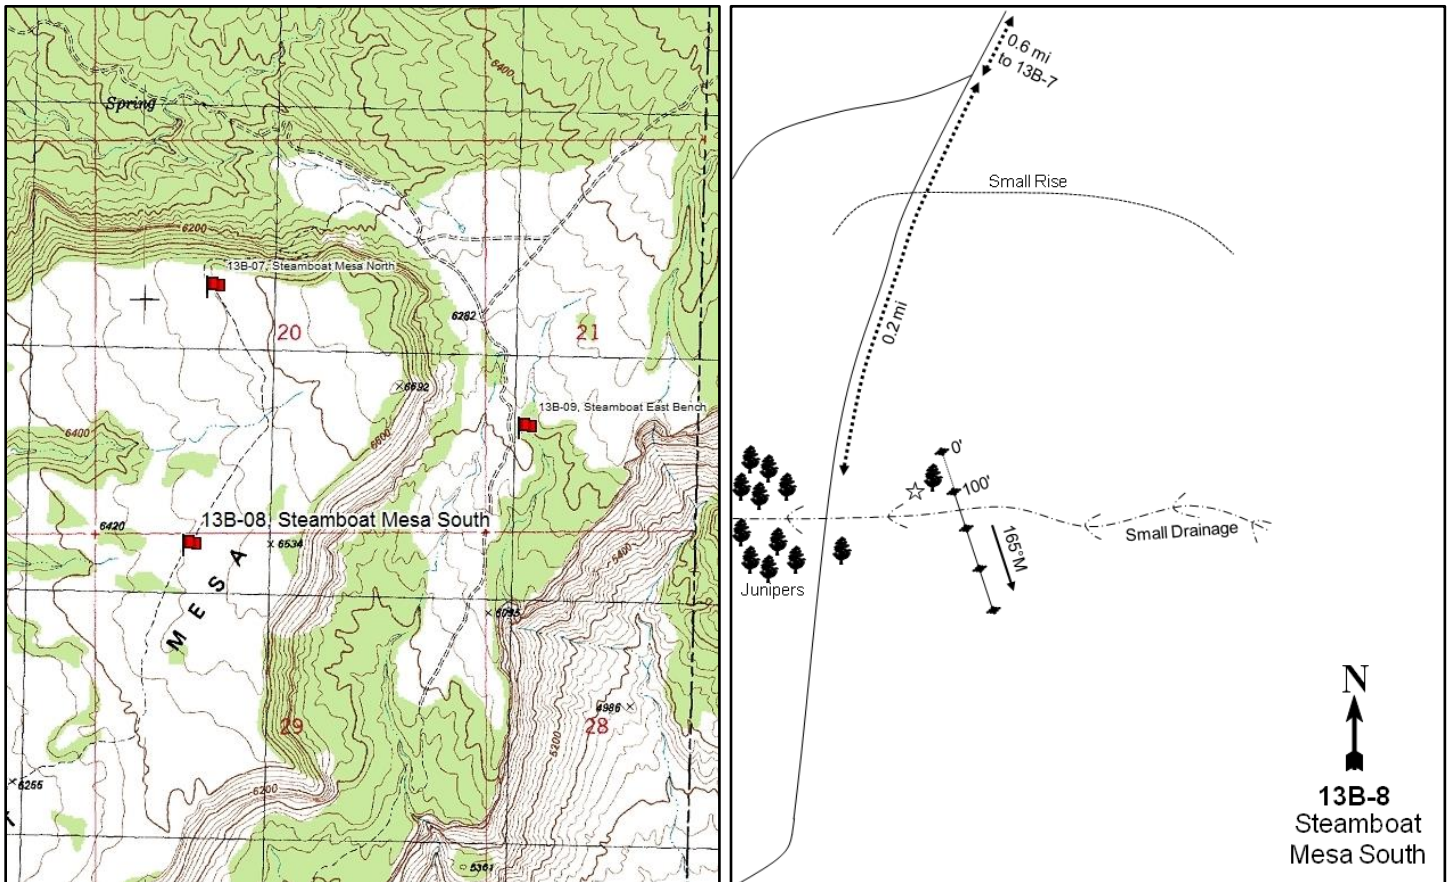 6400
Spring
6200
13B-07, Steamboat Mesa North
6282
20
21
6692
13B-09, Steamboat East Bench
6400
6600
13B-08, Steamboat Mesa South
6420
6534
MESA
5400
6095
29
4986
28
5200
6255
6200
5361
0.6 mi
to 13B-7
Small Rise
0.2 mi
0'
100'
165°M
Small Drainage
Junipers
N
13B-8
Steamboat
Mesa South